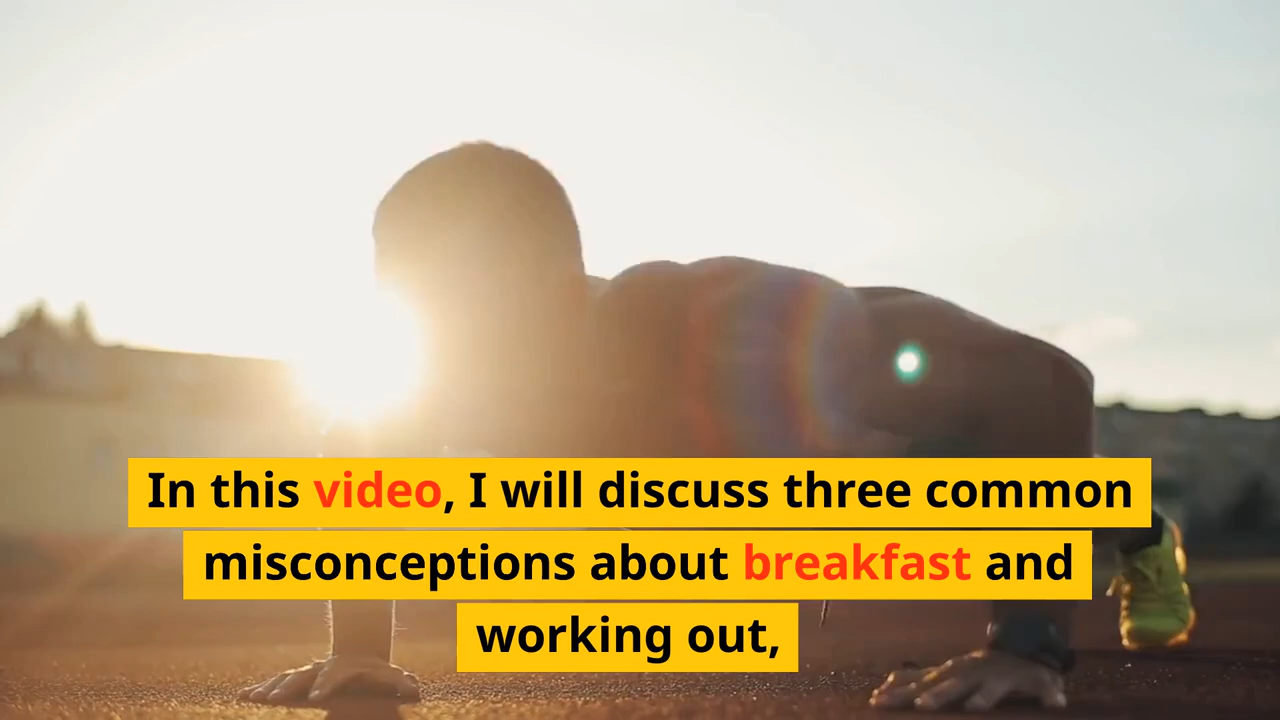 In this video, I will discuss three common
misconceptions about breakfast and
working out,